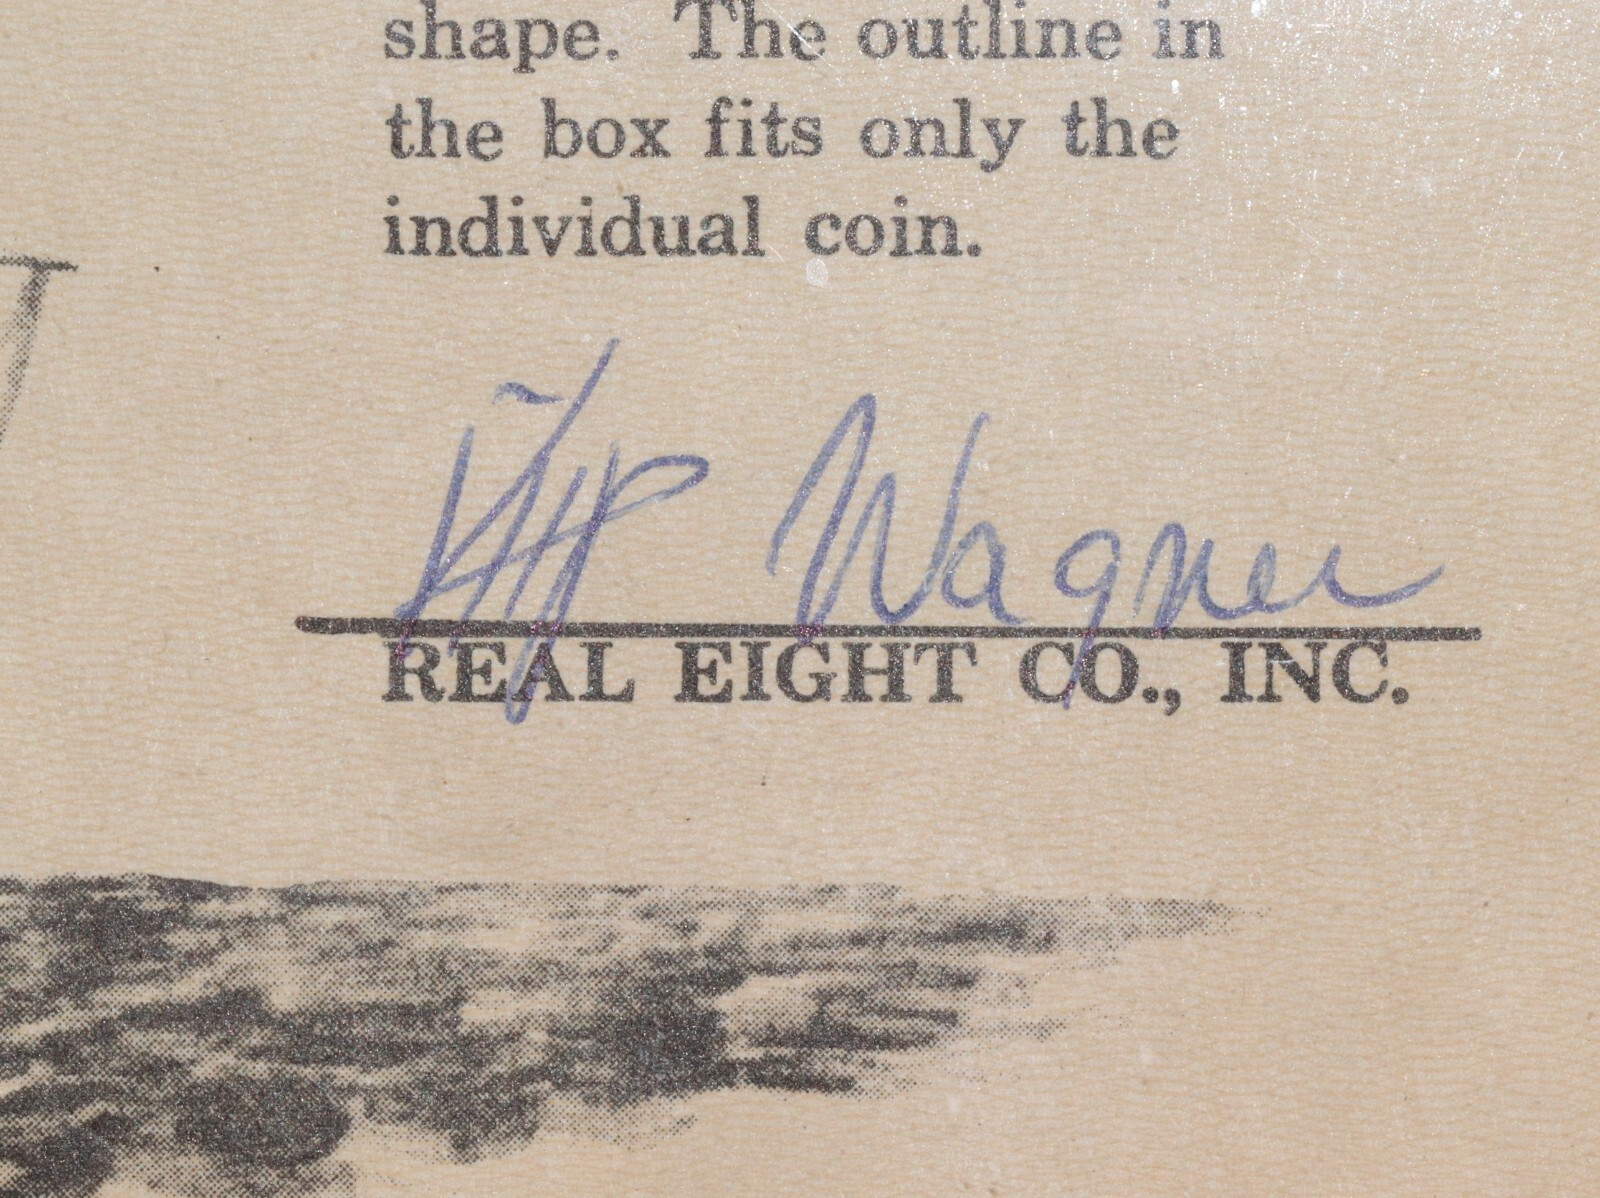 shape. The outline in
the box fits only the
individual coin.
Kip Wagner
REAL EIGHT CO., INC.